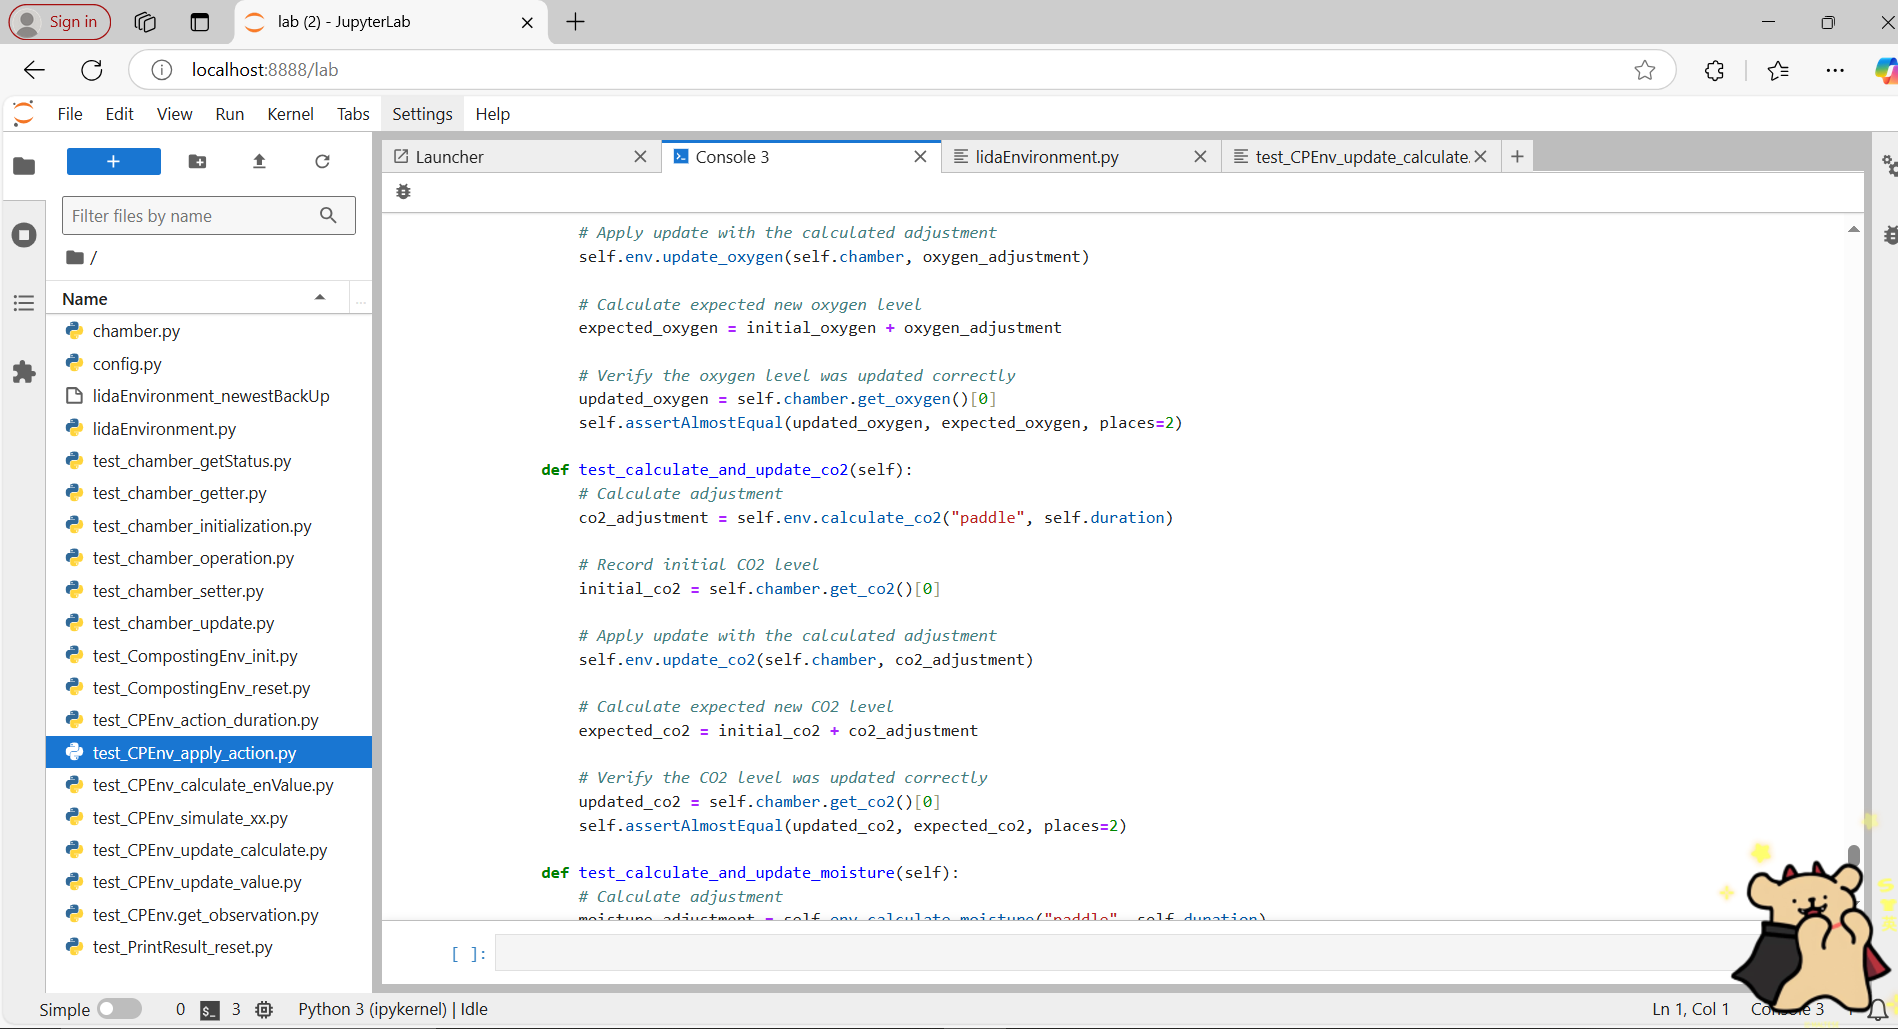 Sign in
lab (2) - JupyterLab
localhost:8888/lab
File Edit View Run Kernel Tabs Settings Help
Launcher
Console 3
lidaEnvironment.py
test_CPEnv_update_calculate.
Filter files by name
/
Name
...
chamber.py
config.py
lidaEnvironment_newestBackUp
lidaEnvironment.py
test_chamber_getStatus.py
test_chamber_getter.py
test_chamber_initialization.py
test_chamber_operation.py
test_chamber_setter.py
test_chamber_update.py
test_CompostingEnv_init.py
test_CompostingEnv_reset.py
test_CPEnv_action_duration.py
test_CPEnv_apply_action.py
test_CPEnv_calculate_enValue.py
test_CPEnv_simulate_xx.py
test_CPEnv_update_calculate.py
test_CPEnv_update_value.py
test_CPEnv.get_observation.py
test_PrintResult_reset.py
# Apply update with the calculated adjustment
self.env.update_oxygen(self.chamber, oxygen_adjustment)
# Calculate expected new oxygen level
expected_oxygen = initial_oxygen + oxygen_adjustment
# Verify the oxygen level was updated correctly
updated_oxygen = self.chamber.get_oxygen()[0]
self.assertAlmostEqual(updated_oxygen, expected_oxygen, places=2)
def test_calculate_and_update_co2(self):
# Calculate adjustment
co2_adjustment = self.env.calculate_co2("paddle", self.duration)
# Record initial CO2 level
initial_co2 = self.chamber.get_co2()[0]
# Apply update with the calculated adjustment
self.env.update_co2(self.chamber, co2_adjustment)
# Calculate expected new CO2 level
expected_co2 = initial_co2 + co2_adjustment
# Verify the CO2 level was updated correctly
updated_co2 = self.chamber.get_co2()[0]
self.assertAlmostEqual(updated_co2, expected_co2, places=2)
def test_calculate_and_update_moisture(self):
# Calculate adjustment
moisture_adjustment = self.env.calculate_moisture("paddle", self.duration)
[ ]:
Simple 0 $_ 3 Python 3 (ipykernel) | Idle
Ln 1, Col 1
3